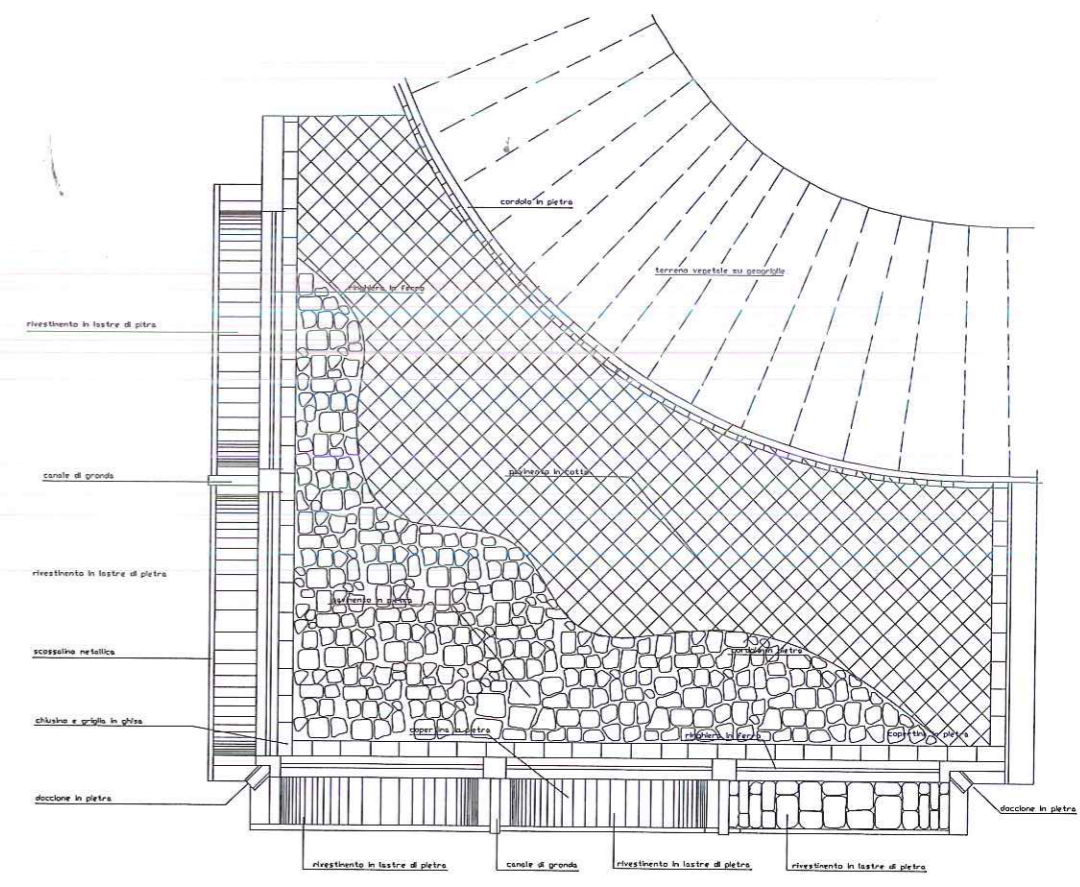 cordolo in pietra
terreno vegetale su geogriglie
ringhiera in ferro
rivestimento in lastre di pitra
pavimento in cotto
canale di gronda
rivestimento in lastre di pietra
pavimento in pietra
scossalina metallica
cordolo in pietra
chiusino e griglia in ghisa
copertina in pietra
ringhiera in ferro
copertina in pietra
doccione in pietra
doccione in pietra
rivestimento in lastre di pietra
canale di gronda
rivestimento in lastre di pietra
rivestimento in lastre di pietra